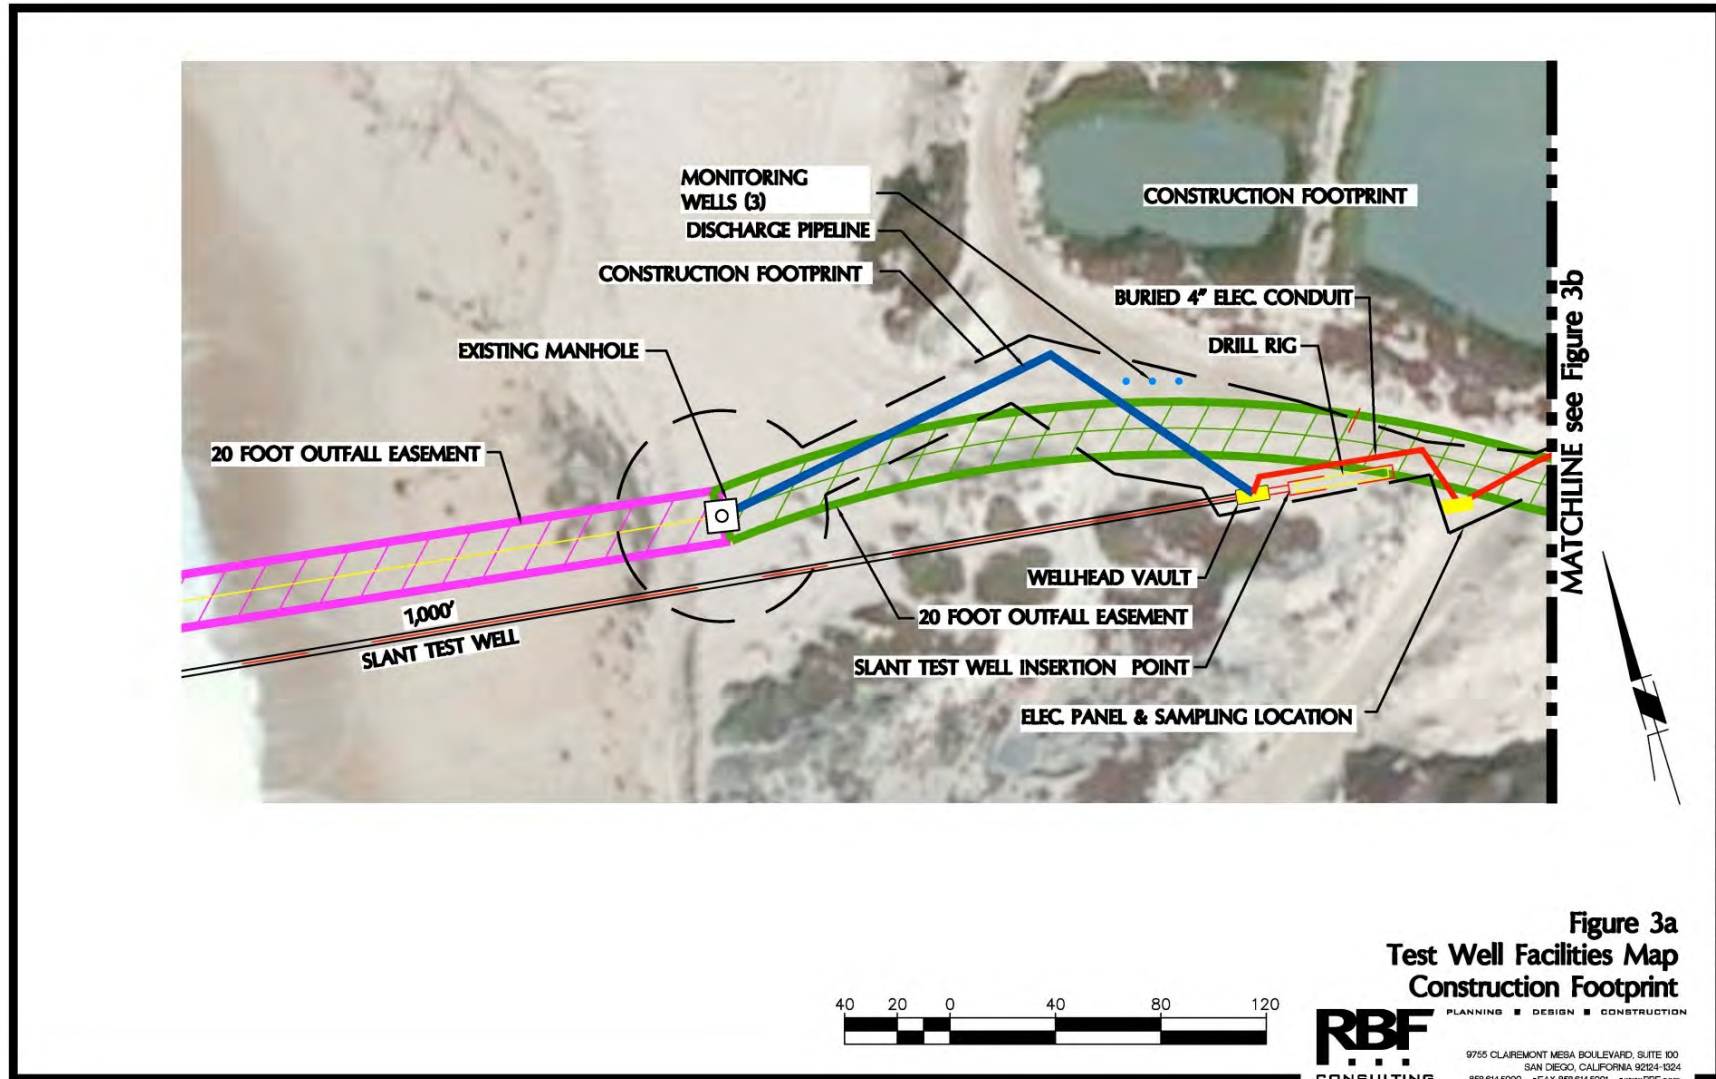 MONITORING
WELLS (3)
DISCHARGE PIPELINE
CONSTRUCTION FOOTPRINT
CONSTRUCTION FOOTPRINT
BURIED 4" ELEC. CONDUIT
DRILL RIG
EXISTING MANHOLE
20 FOOT OUTFALL EASEMENT
MATCHLINE see Figure 3b
1,000'
SLANT TEST WELL
WELLHEAD VAULT
20 FOOT OUTFALL EASEMENT
SLANT TEST WELL INSERTION POINT
ELEC. PANEL & SAMPLING LOCATION
Figure 3a
Test Well Facilities Map
Construction Footprint
40 20 0 40 80 120
RBF
PLANNING ■ DESIGN ■ CONSTRUCTION
CONSULTING
9755 CLAIREMONT MESA BOULEVARD, SUITE 100
SAN DIEGO, CALIFORNIA 92124-1324